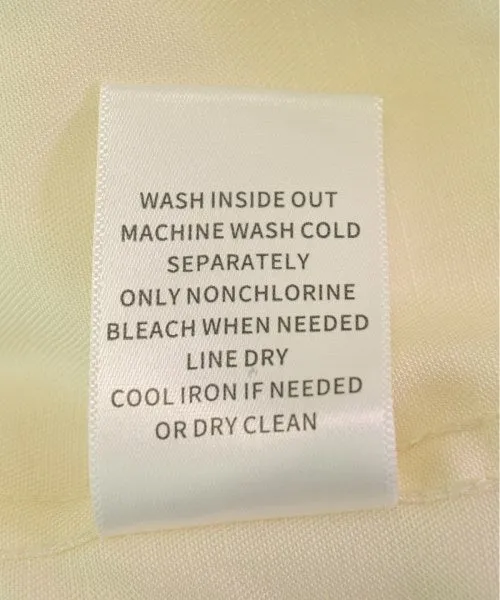 WASH INSIDE OUT
MACHINE WASH COLD
SEPARATELY
ONLY NONCHLORINE
BLEACH WHEN NEEDED
LINE DRY
COOL IRON IF NEEDED
OR DRY CLEAN